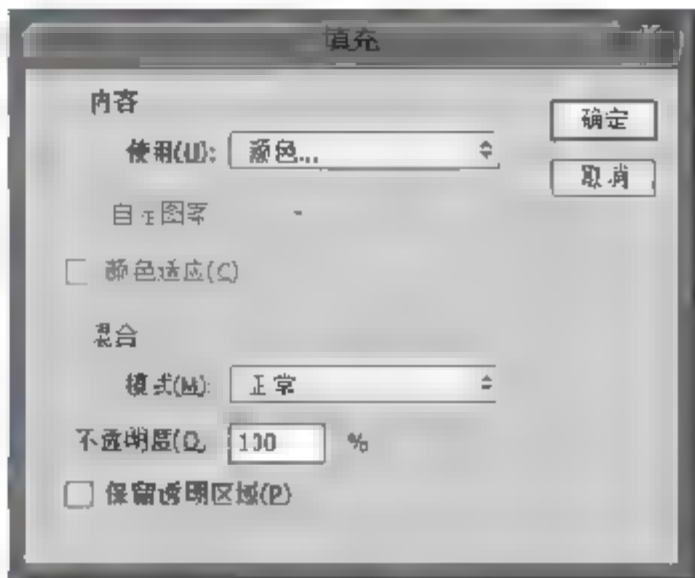 填充
内容
确定
使用(U): 颜色...
取消
自定图案
颜色适应(C)
混合
模式(M): 正常
不透明度(O) 100 %
保留透明区域(P)